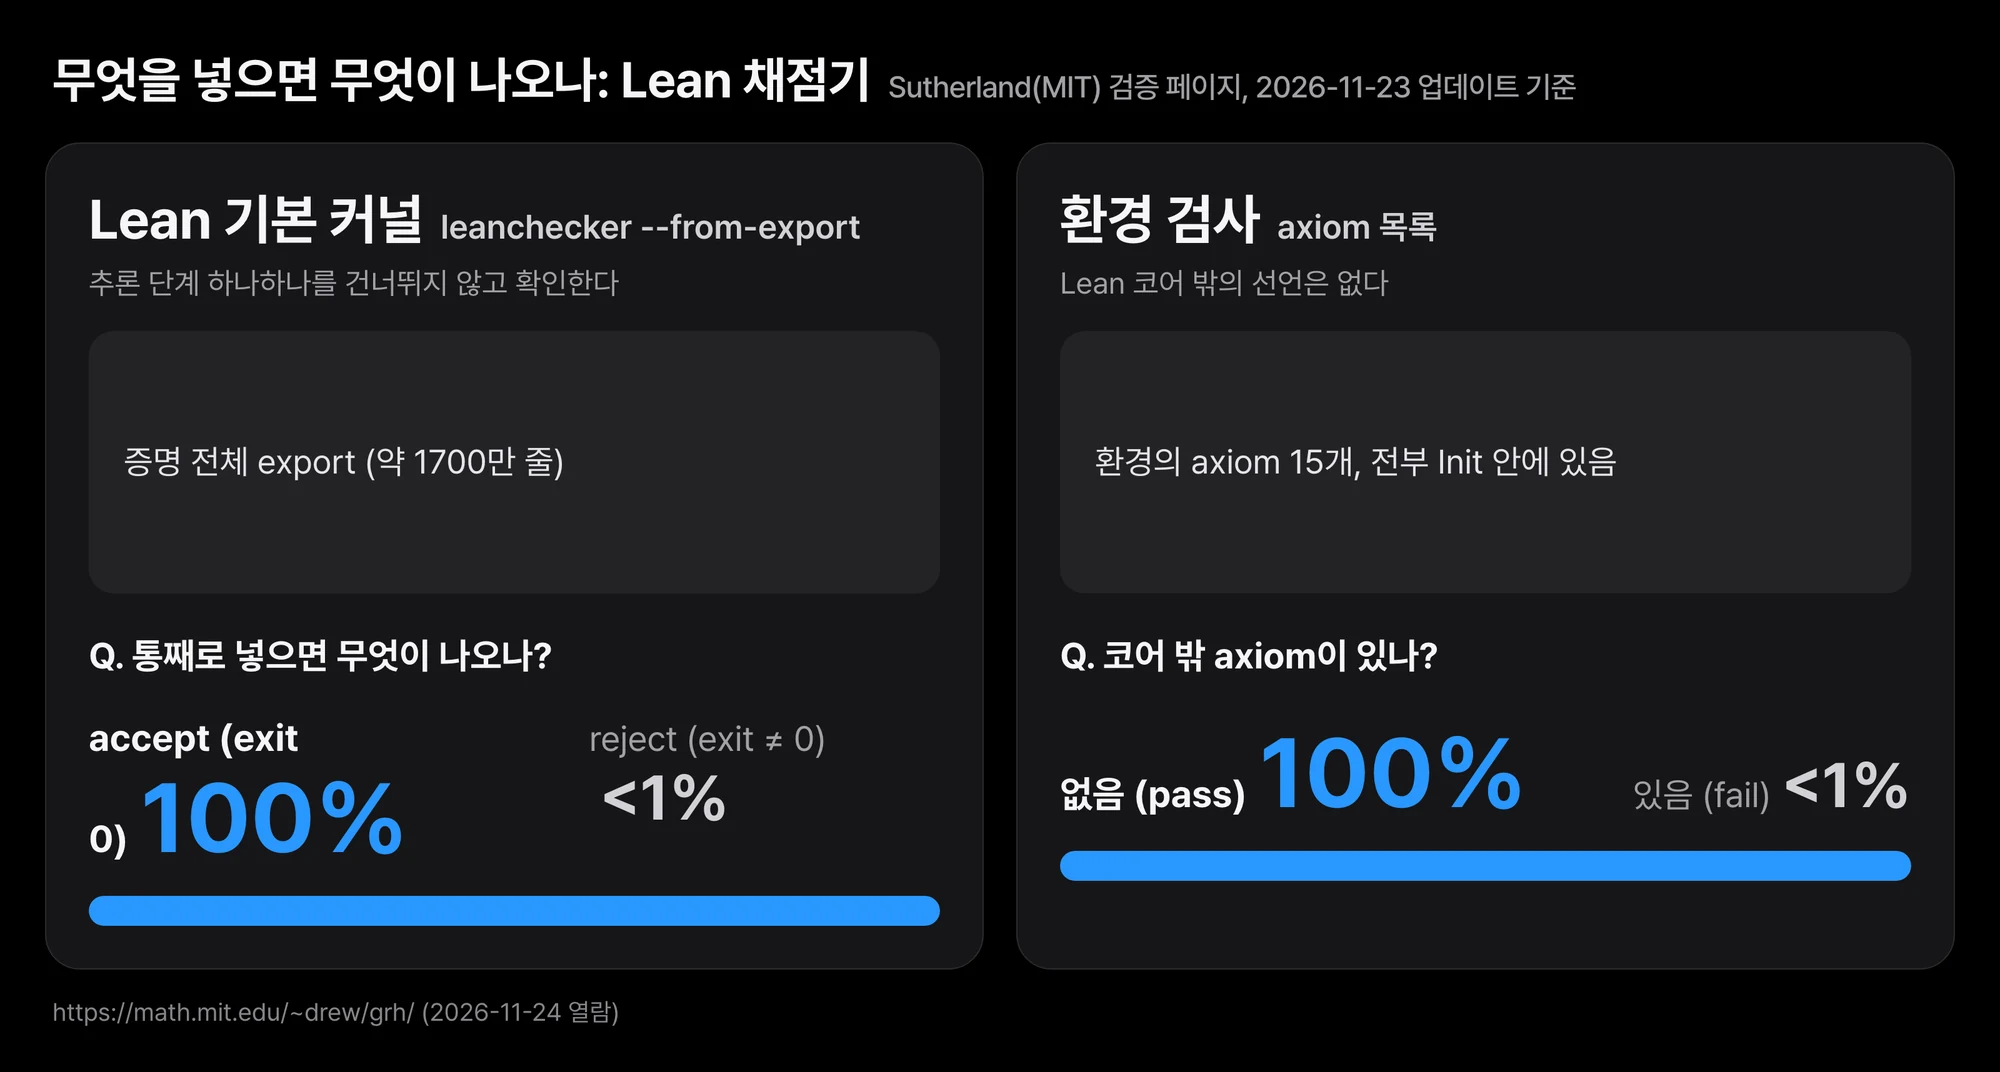 무엇을 넣으면 무엇이 나오나: Lean 채점기 Sutherland(MIT) 검증 페이지, 2026-11-23 업데이트 기준
Lean 기본 커널 leanchecker --from-export
추론 단계 하나하나를 건너뛰지 않고 확인한다
증명 전체 export (약 1700만 줄)
Q. 통째로 넣으면 무엇이 나오나?
accept (exit
0) 100%
reject (exit ≠ 0)
<1%
환경 검사 axiom 목록
Lean 코어 밖의 선언은 없다
환경의 axiom 15개, 전부 Init 안에 있음
Q. 코어 밖 axiom이 있나?
없음 (pass) 100%
있음 (fail) <1%
https://math.mit.edu/~drew/grh/ (2026-11-24 열람)